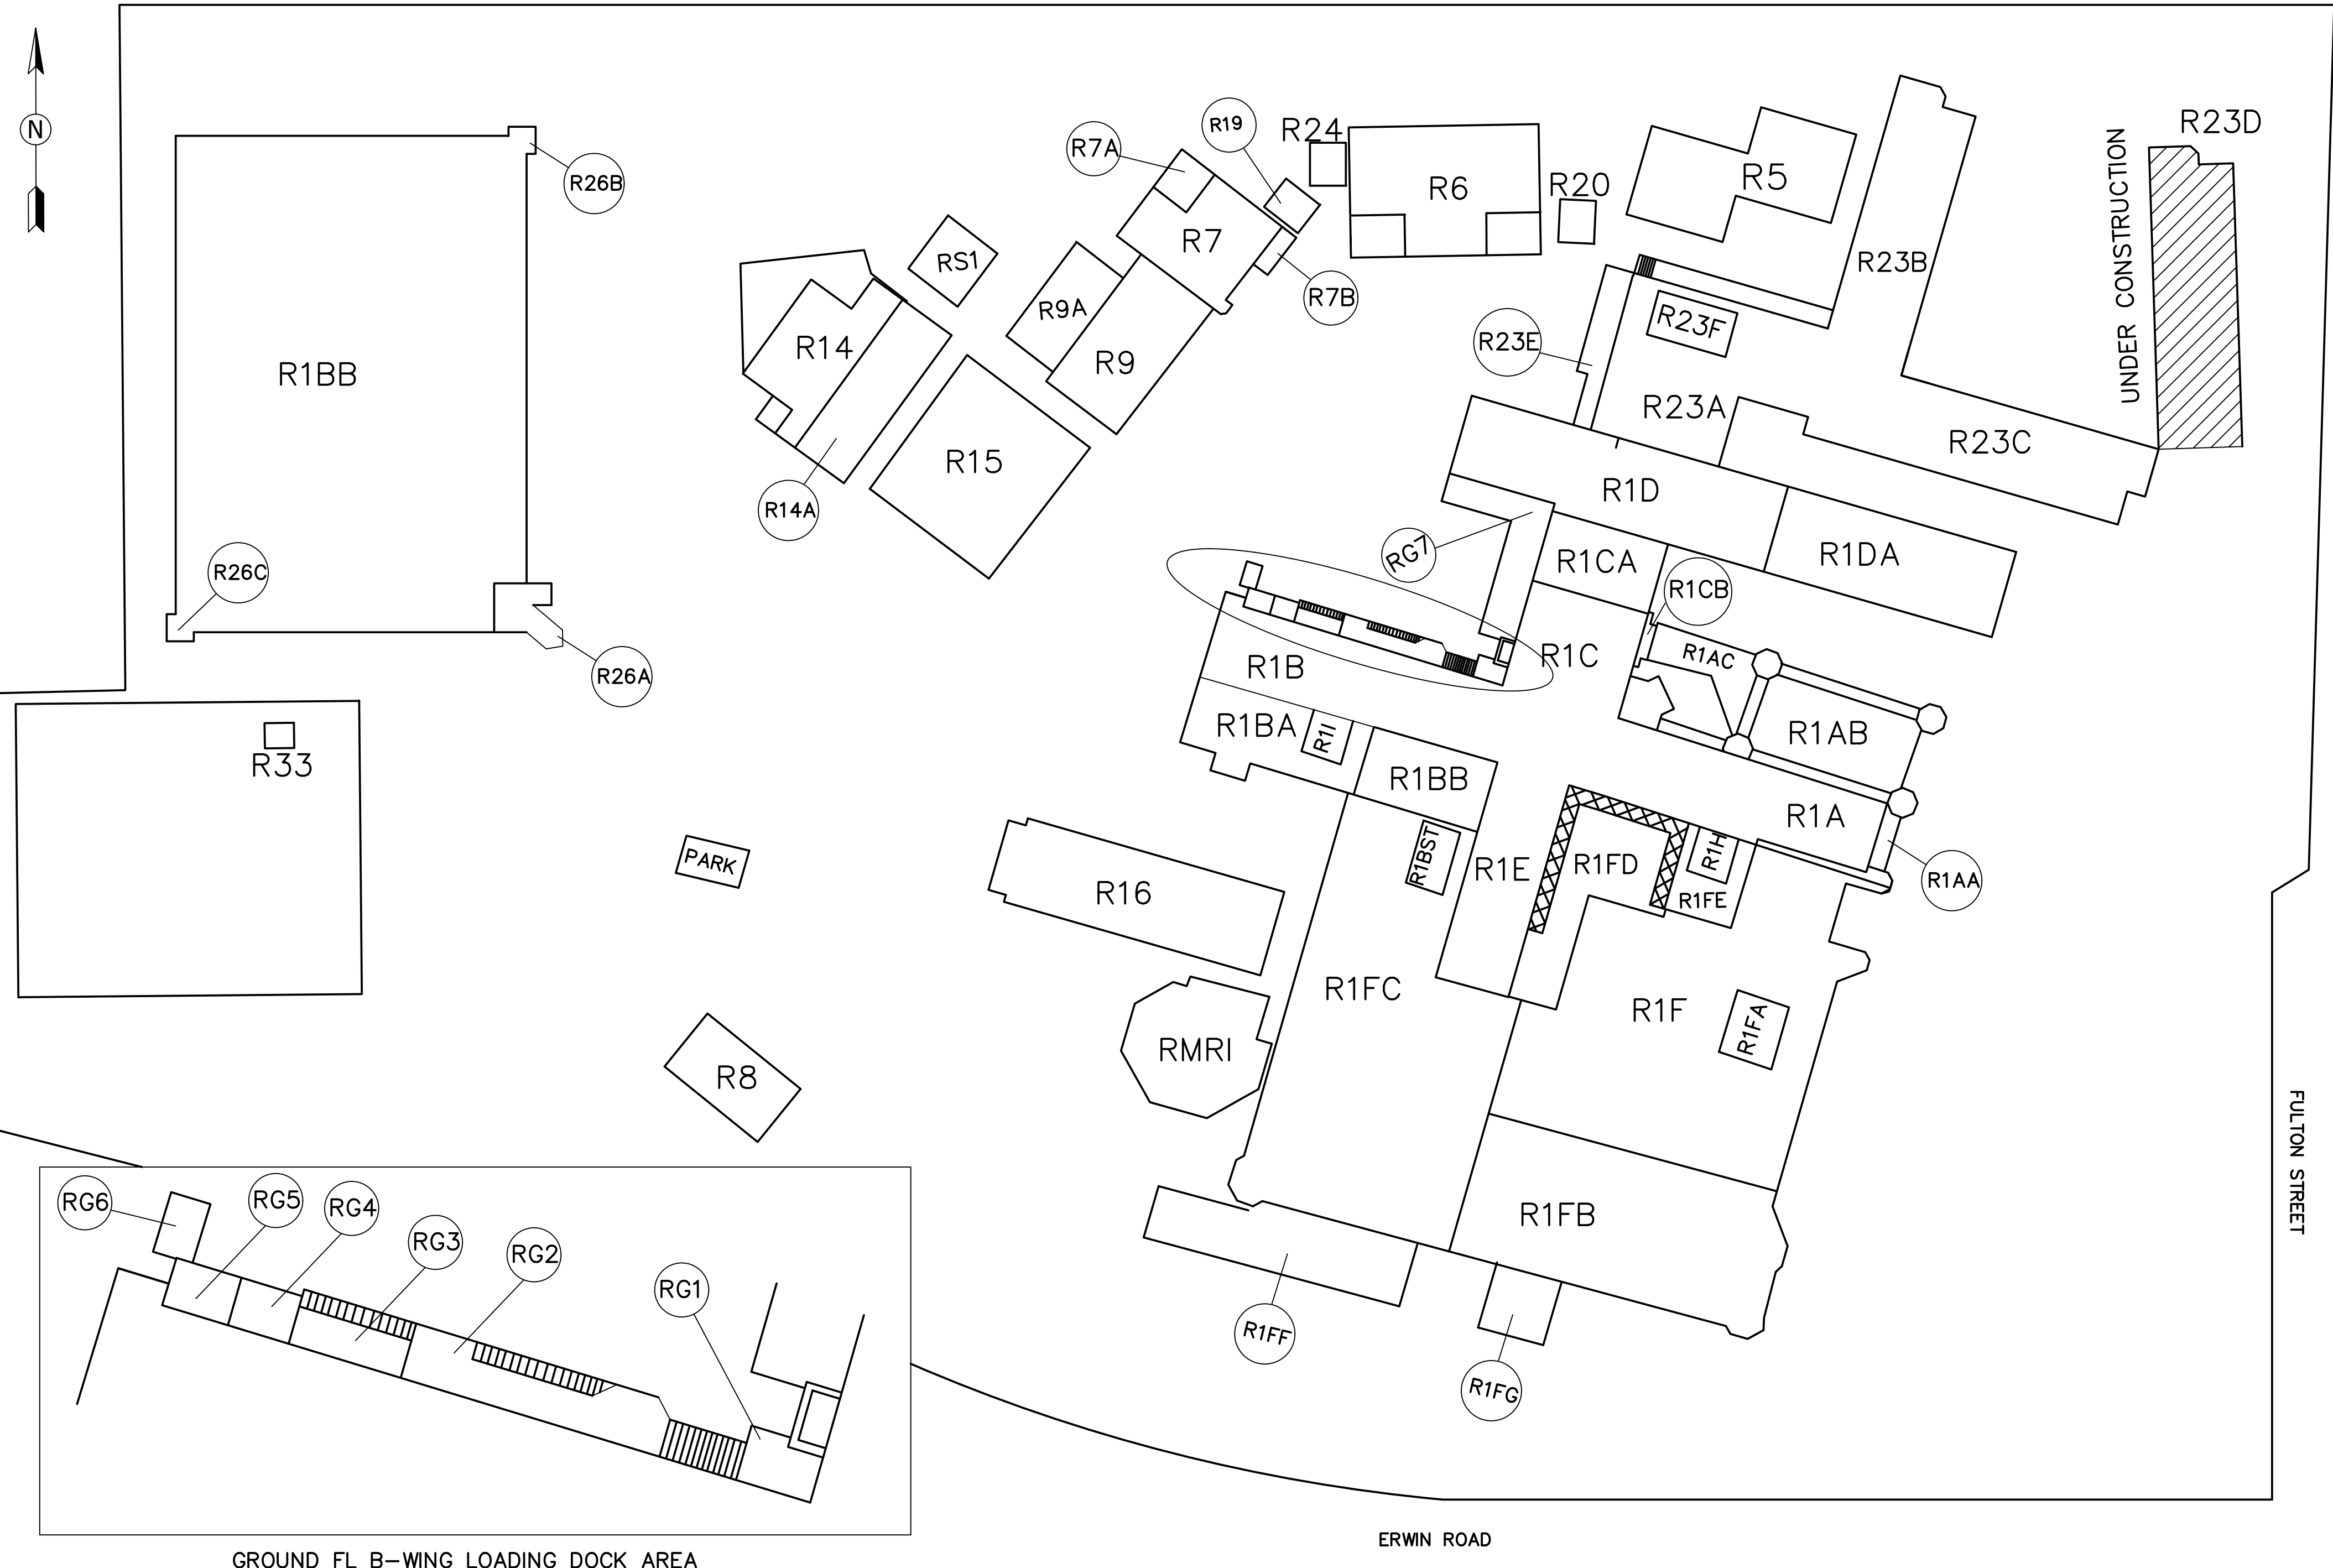 N
R23D
UNDER CONSTRUCTION
R19
R24
R7A
R26B
R5
R6
R20
R7
R23B
RS1
R7B
R9A
R23F
R23E
R14
R9
R1BB
R23A
R23C
R15
R1D
R14A
RG7
R1CA
R1DA
R26C
R1CB
R1C
R1AC
R1B
R26A
R1BA
R1I
R1AB
R33
R1BB
R1A
PARK
R1BST
R1E
R1FD
R1H
R1AA
R16
R1FE
R1FC
R1F
R1FA
RMRI
R8
FULTON STREET
RG6
RG5
RG4
RG3
RG2
RG1
R1FB
R1FF
R1FG
ERWIN ROAD
GROUND FL B-WING LOADING DOCK AREA